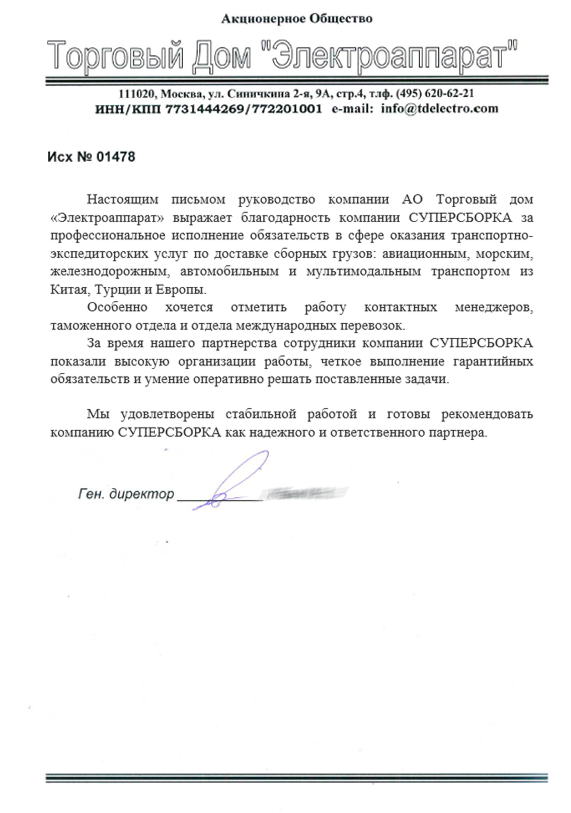 Акционерное Общество
Торговый Дом "Электроаппарат"
111020, Москва, ул. Синичкина 2-я, 9А, стр.4, тлф. (495) 620-62-21
ИНН/КПП 7731444269/772201001 e-mail: info@tdelectro.com
Исх № 01478
Настоящим письмом руководство компании АО Торговый дом
«Электроаппарат» выражает благодарность компании СУПЕРСБОРКА за
профессиональное исполнение обязательств в сфере оказания транспортно-
экспедиторских услуг по доставке сборных грузов: авиационным, морским,
железнодорожным, автомобильным и мультимодальным транспортом из
Китая, Турции и Европы.
Особенно хочется отметить работу контактных менеджеров,
таможенного отдела и отдела международных перевозок.
За время нашего партнерства сотрудники компании СУПЕРСБОРКА
показали высокую организации работы, четкое выполнение гарантийных
обязательств и умение оперативно решать поставленные задачи.
Мы удовлетворены стабильной работой и готовы рекомендовать
компанию СУПЕРСБОРКА как надежного и ответственного партнера.
Ген. директор